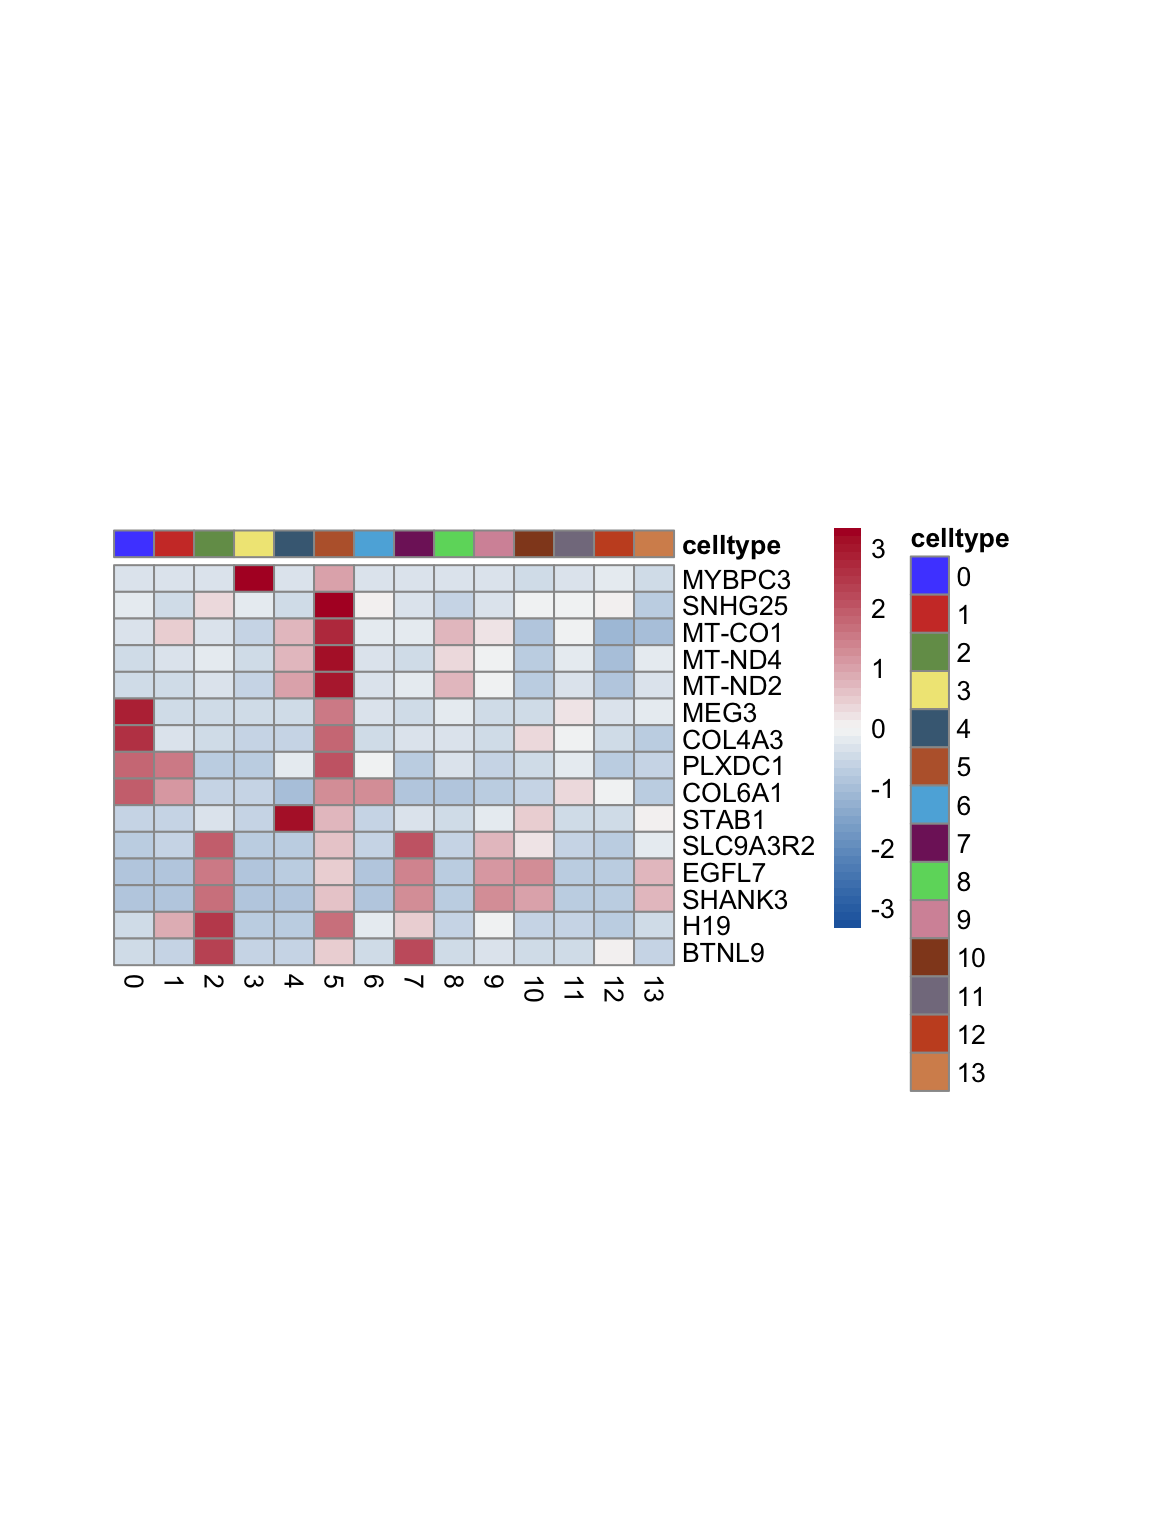 celltype
MYBPC3
SNHG25
MT-CO1
MT-ND4
MT-ND2
MEG3
COL4A3
PLXDC1
COL6A1
STAB1
SLC9A3R2
EGFL7
SHANK3
H19
BTNL9
0 1 2 3 4 5 6 7 8 9 10 11 12 13
3
2
1
0
-1
-2
-3
celltype
0
1
2
3
4
5
6
7
8
9
10
11
12
13